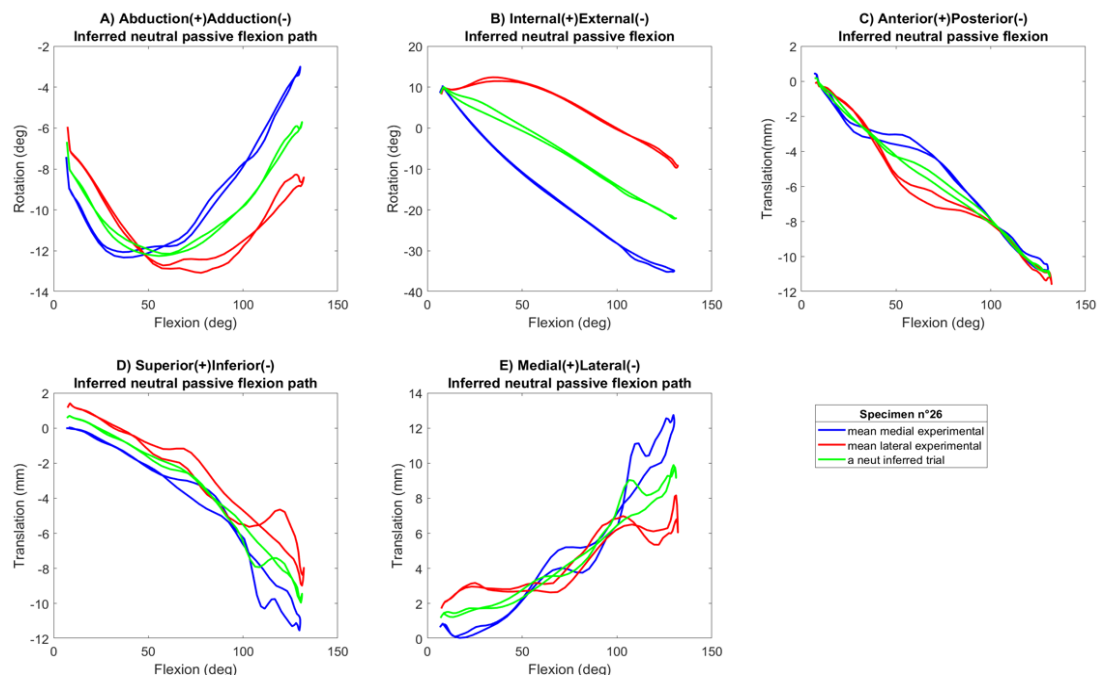 A) Abduction(+)Adduction(-)
Inferred neutral passive flexion path
-2
-4
-6
-8
-10
-12
-14
Rotation (deg)
0
50
100
150
Flexion (deg)
B) Internal(+)External(-)
Inferred neutral passive flexion
20
10
0
-10
-20
-30
-40
Rotation (deg)
0
50
100
150
Flexion (deg)
C) Anterior(+)Posterior(-)
Inferred neutral passive flexion
2
0
-2
-4
-6
-8
-10
-12
Translation(mm)
0
50
100
150
Flexion (deg)
D) Superior(+)Inferior(-)
Inferred neutral passive flexion path
2
0
-2
-4
-6
-8
-10
-12
Translation (mm)
0
50
100
150
Flexion (deg)
E) Medial(+)Lateral(-)
Inferred neutral passive flexion path
14
12
10
8
6
4
2
0
Translation (mm)
0
50
100
150
Flexion (deg)
Specimen n°26
mean medial experimental
mean lateral experimental
a neut inferred trial